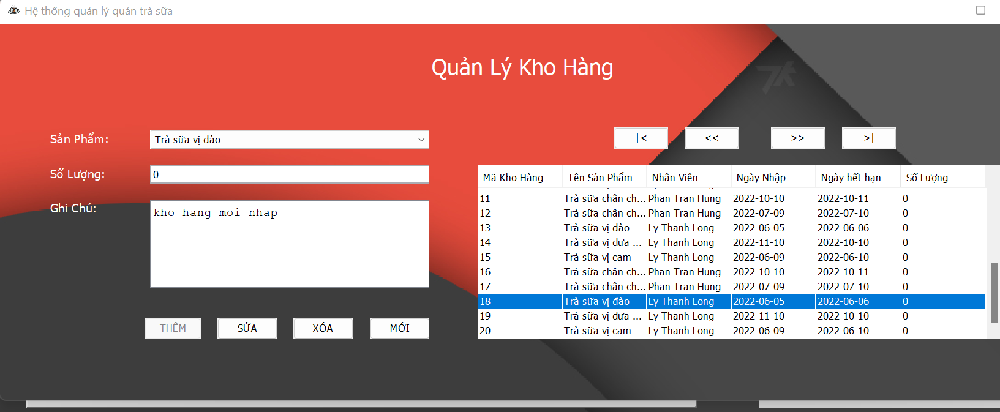 Hệ thống quản lý quán trà sữa
Quản Lý Kho Hàng
Sản Phẩm: Trà sữa vị đào
Số Lượng: 0
Ghi Chú: kho hang moi nhap
THÊM SỬA XÓA MỚI
|< << >> >|
Mã Kho Hàng Tên Sản Phẩm Nhân Viên Ngày Nhập Ngày hết hạn Số Lượng
11 Trà sữa chân ch... Phan Tran Hung 2022-10-10 2022-10-11 0
12 Trà sữa chân ch... Phan Tran Hung 2022-07-09 2022-07-10 0
13 Trà sữa vị đào Ly Thanh Long 2022-06-05 2022-06-06 0
14 Trà sữa vị dưa ... Ly Thanh Long 2022-11-10 2022-10-10 0
15 Trà sữa vị cam Ly Thanh Long 2022-06-09 2022-06-10 0
16 Trà sữa chân ch... Phan Tran Hung 2022-10-10 2022-10-11 0
17 Trà sữa chân ch... Phan Tran Hung 2022-07-09 2022-07-10 0
18 Trà sữa vị đào Ly Thanh Long 2022-06-05 2022-06-06 0
19 Trà sữa vị dưa ... Ly Thanh Long 2022-11-10 2022-10-10 0
20 Trà sữa vị cam Ly Thanh Long 2022-06-09 2022-06-10 0